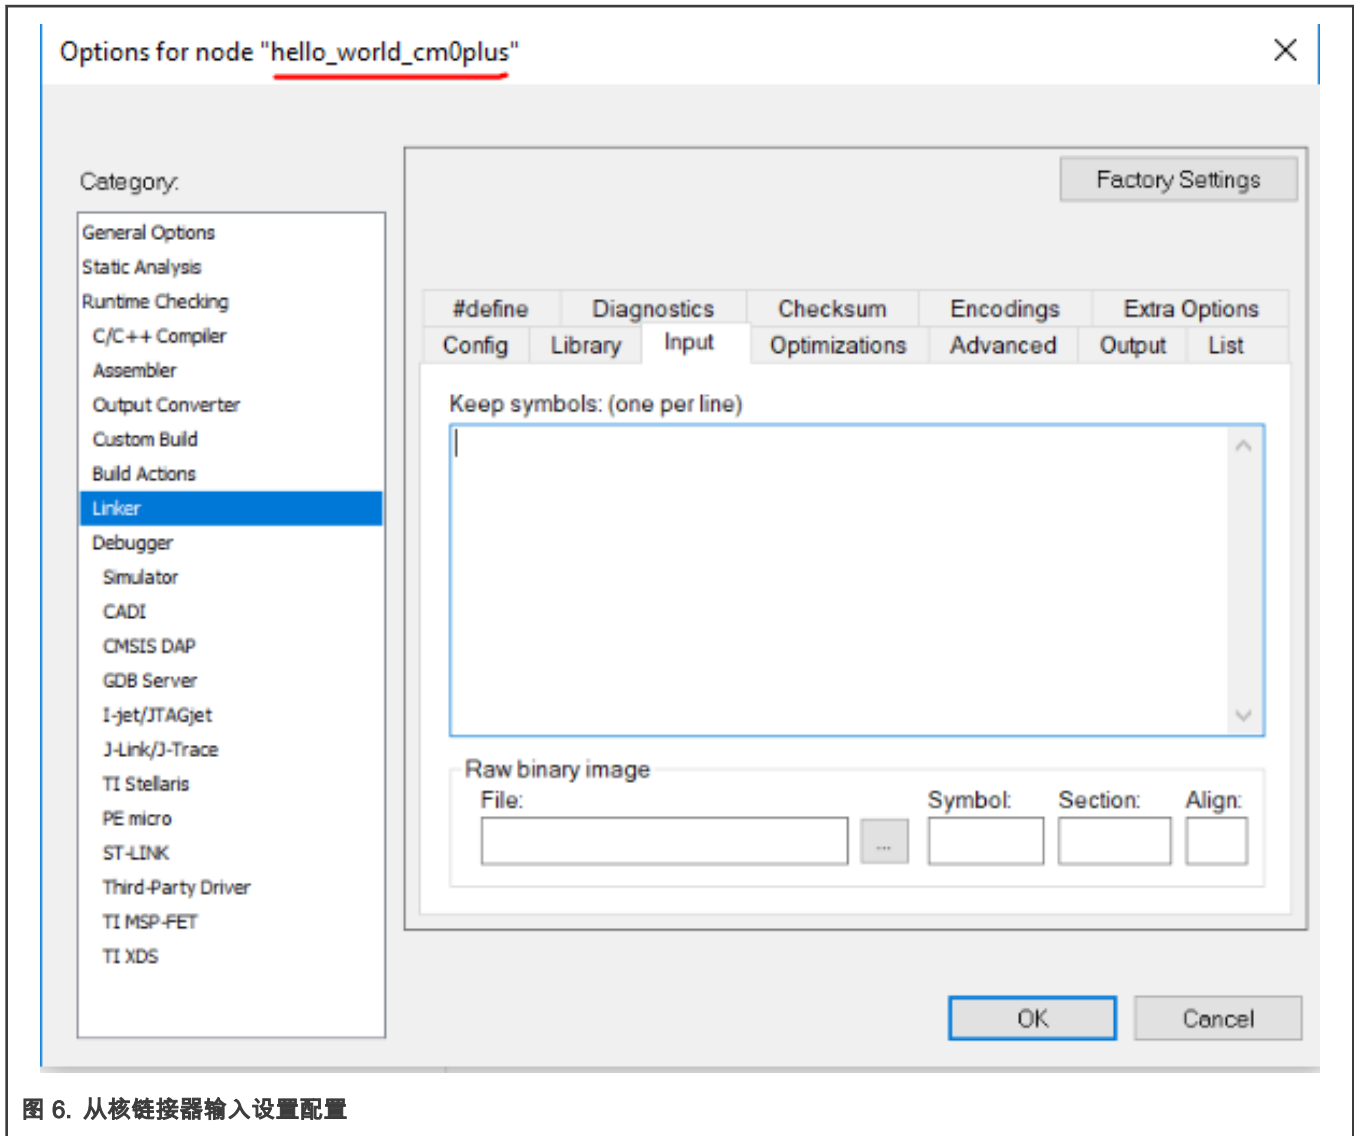 Options for node "hello_world_cm0plus"
Category:
General Options
Static Analysis
Runtime Checking
C/C++ Compiler
Assembler
Output Converter
Custom Build
Build Actions
Linker
Debugger
Simulator
CADI
CMSIS DAP
GDB Server
I-jet/JTAGjet
J-Link/J-Trace
TI Stellaris
PE micro
ST-LINK
Third-Party Driver
TI MSP-FET
TI XDS
Factory Settings
#define Diagnostics Checksum Encodings Extra Options
Config Library Input Optimizations Advanced Output List
Keep symbols: (one per line)
Raw binary image
File: Symbol: Section: Align:
...
OK Cancel
图 6. 从核链接器输入设置配置